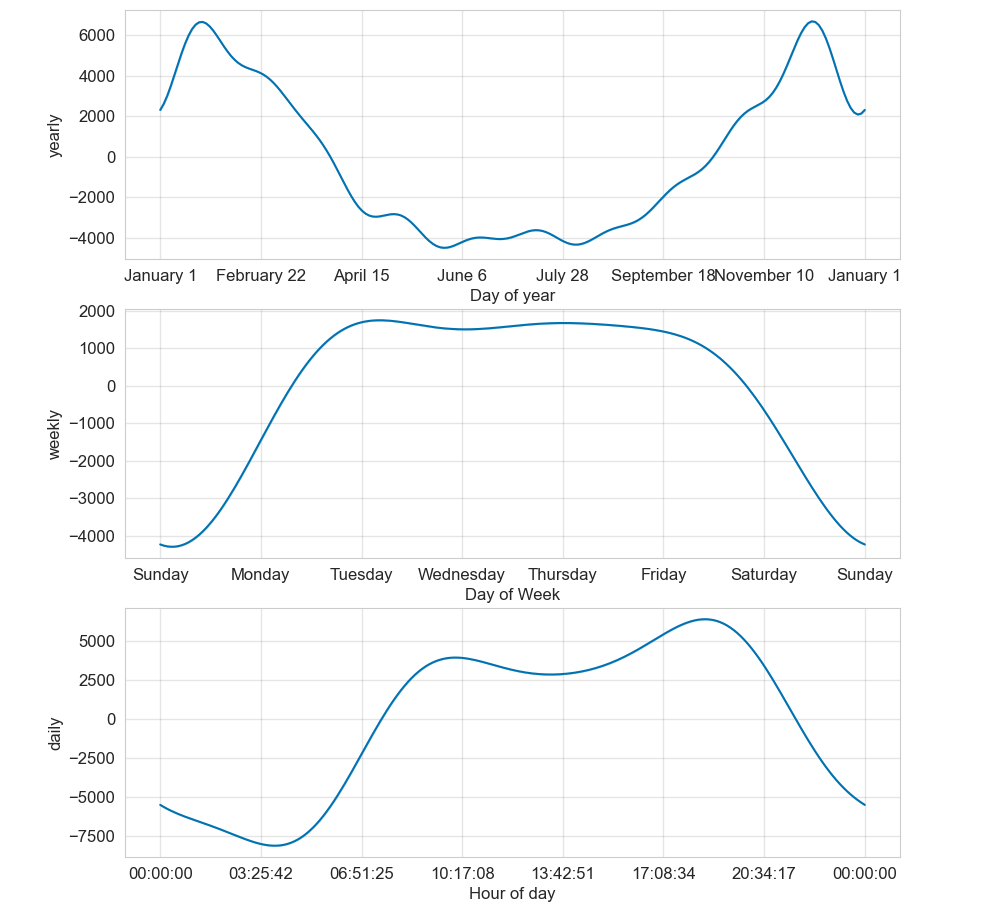 6000
4000
2000
0
−2000
−4000
yearly
January 1 February 22 April 15 June 6 July 28 September 18 November 10 January 1
Day of year
2000
1000
0
−1000
−2000
−3000
−4000
weekly
Sunday Monday Tuesday Wednesday Thursday Friday Saturday Sunday
Day of Week
5000
2500
0
−2500
−5000
−7500
daily
00:00:00 03:25:42 06:51:25 10:17:08 13:42:51 17:08:34 20:34:17 00:00:00
Hour of day